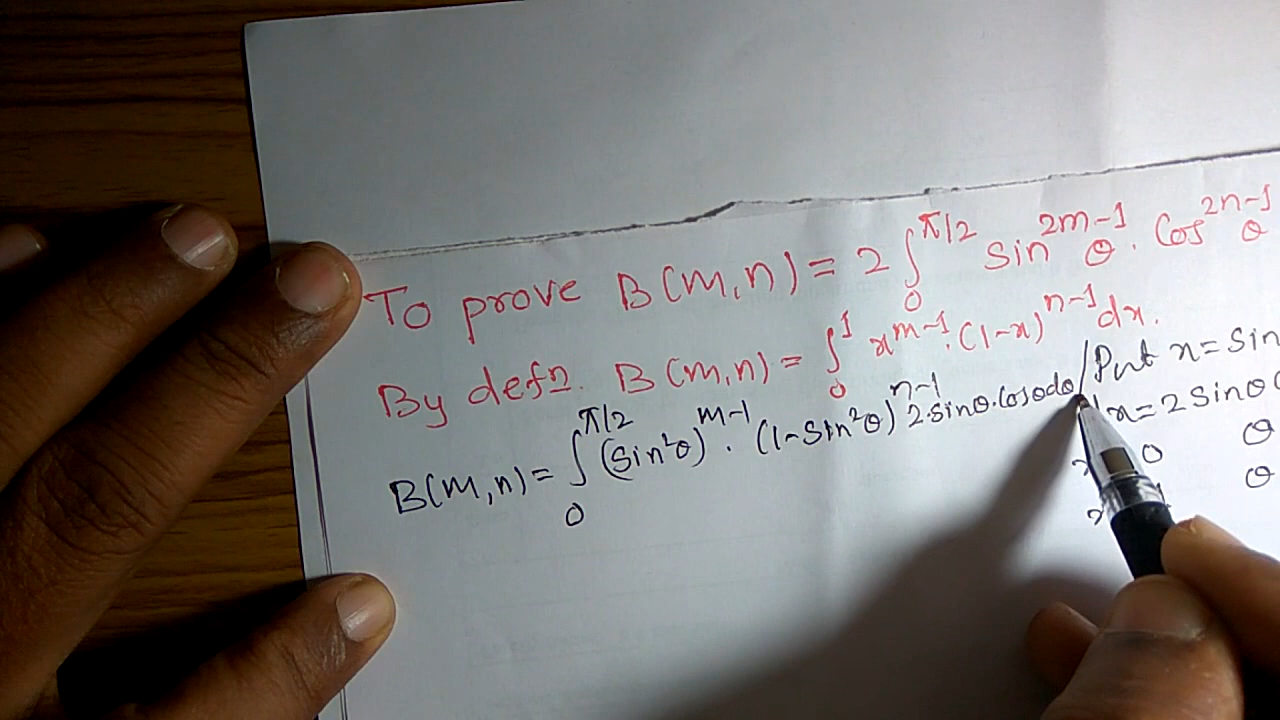 To prove B(m,n) = 2 ∫₀^π/2 sin^2m-1 θ . Cos^2n-1 θ
By defn. B(m,n) = ∫₀^1 x^m-1 . (1-x)^n-1 dx.
B(m,n) = ∫₀^π/2 (sin²θ)^m-1 . (1-sin²θ)^n-1 2.sinθ.cosθdθ / Put x = sin
dx = 2 sinθ
0 θ
θ